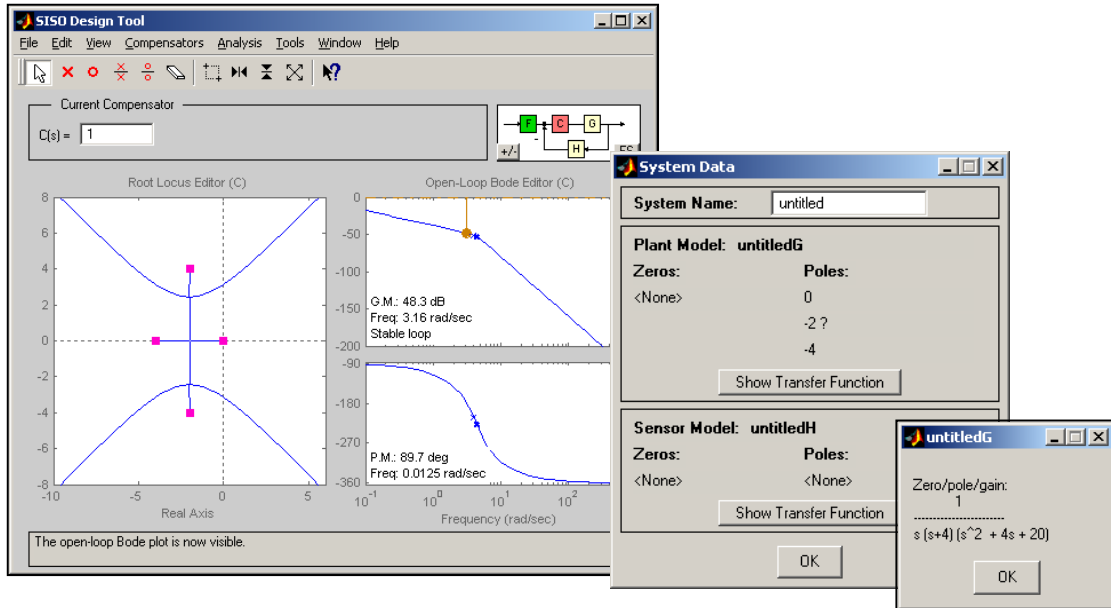 SISO Design Tool
File Edit View Compensators Analysis Tools Window Help
Current Compensator
C(s) = 1
F C G
H
+/-
Root Locus Editor (C)
8
6
4
2
0
-2
-4
-6
-8
-10 -5 0 5
Real Axis
Open-Loop Bode Editor (C)
0
-50
-100
-150
-200
G.M.: 48.3 dB
Freq: 3.16 rad/sec
Stable loop
-90
-180
-270
-360
P.M.: 89.7 deg
Freq: 0.0125 rad/sec
10^-1 10^0 10^1 10^2
Frequency (rad/sec)
The open-loop Bode plot is now visible.
System Data
System Name: untitled
Plant Model: untitledG
Zeros: Poles:
<None> 0
-2 ?
-4
Show Transfer Function
Sensor Model: untitledH
Zeros: Poles:
<None> <None>
Show Transfer Function
OK
untitledG
Zero/pole/gain:
1
-----------------------
s (s+4) (s^2 + 4s + 20)
OK